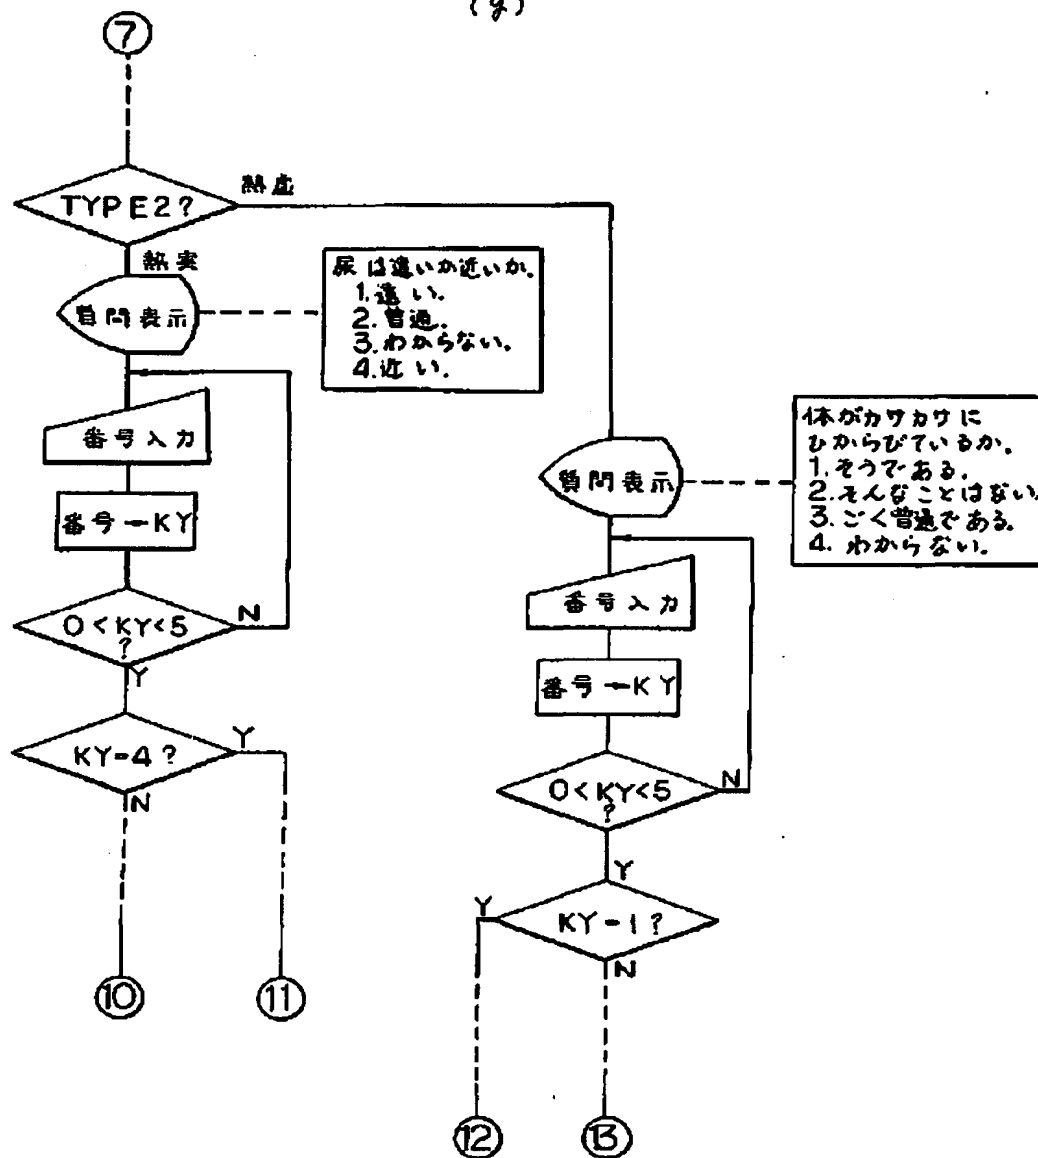 (g)
⑦
TYPE2?
熱虚
熱実
質問表示
尿は遠いか近いか.
1. 遠い.
2. 普通.
3. わからない.
4. 近い.
番号入力
番号←KY
0<KY<5
?
N
Y
KY=4?
Y
N
⑩
⑪
質問表示
体がカサカサに
ひからびているか.
1. そうである.
2. そんなことはない.
3. ごく普通である.
4. わからない.
番号入力
番号←KY
0<KY<5
?
N
Y
KY=1?
Y
N
⑫
⑬